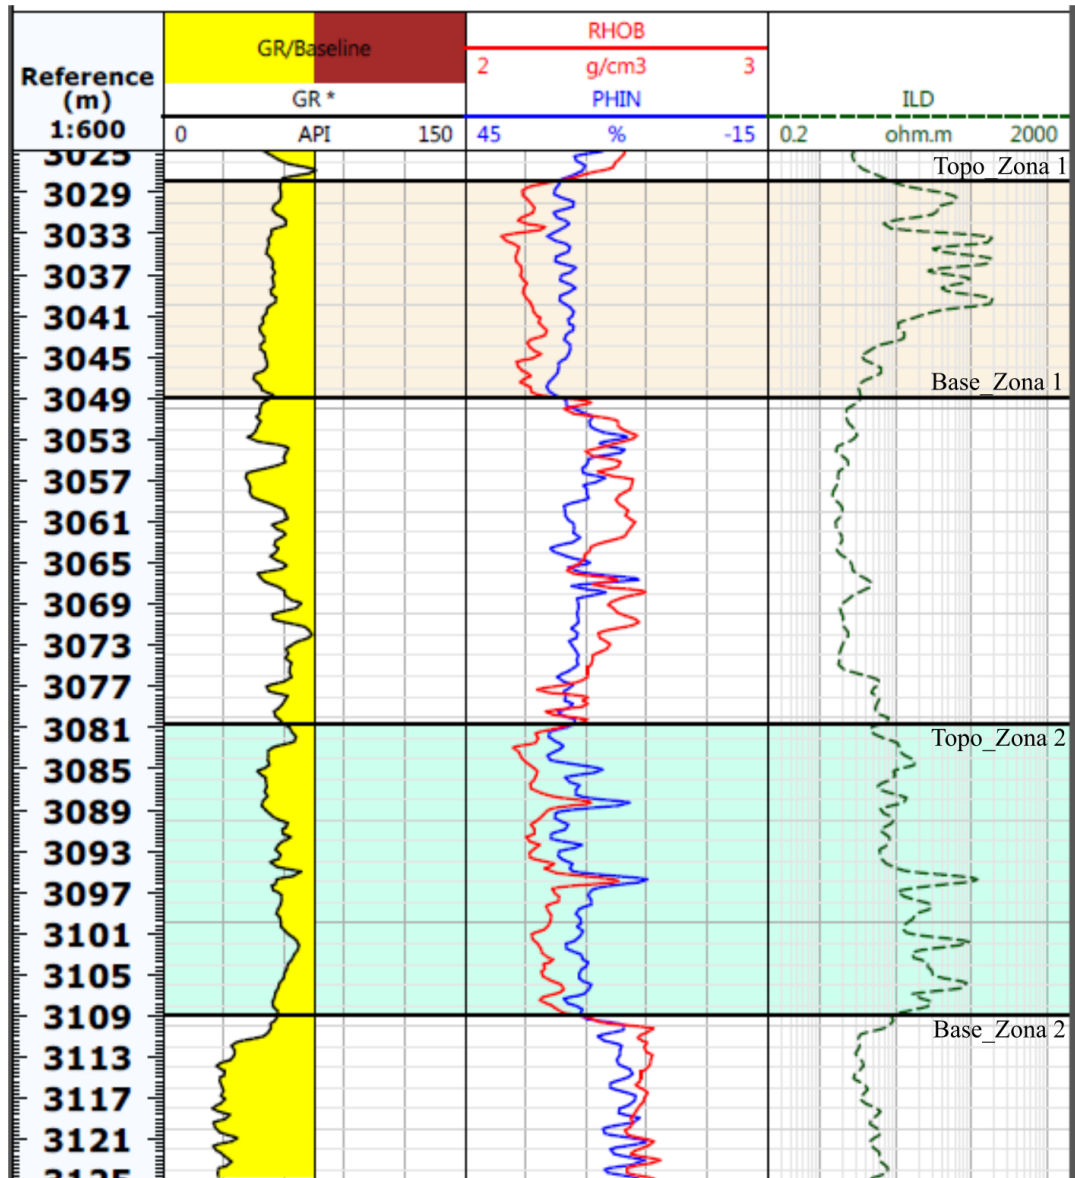 GR/Baseline
RHOB
2 g/cm3 3
Reference
(m)
1:600
GR *
PHIN
ILD
0 API 150
45 % -15
0.2 ohm.m 2000
3025
Topo_Zona 1
3029
3033
3037
3041
3045
Base_Zona 1
3049
3053
3057
3061
3065
3069
3073
3077
3081
Topo_Zona 2
3085
3089
3093
3097
3101
3105
3109
Base_Zona 2
3113
3117
3121
3125